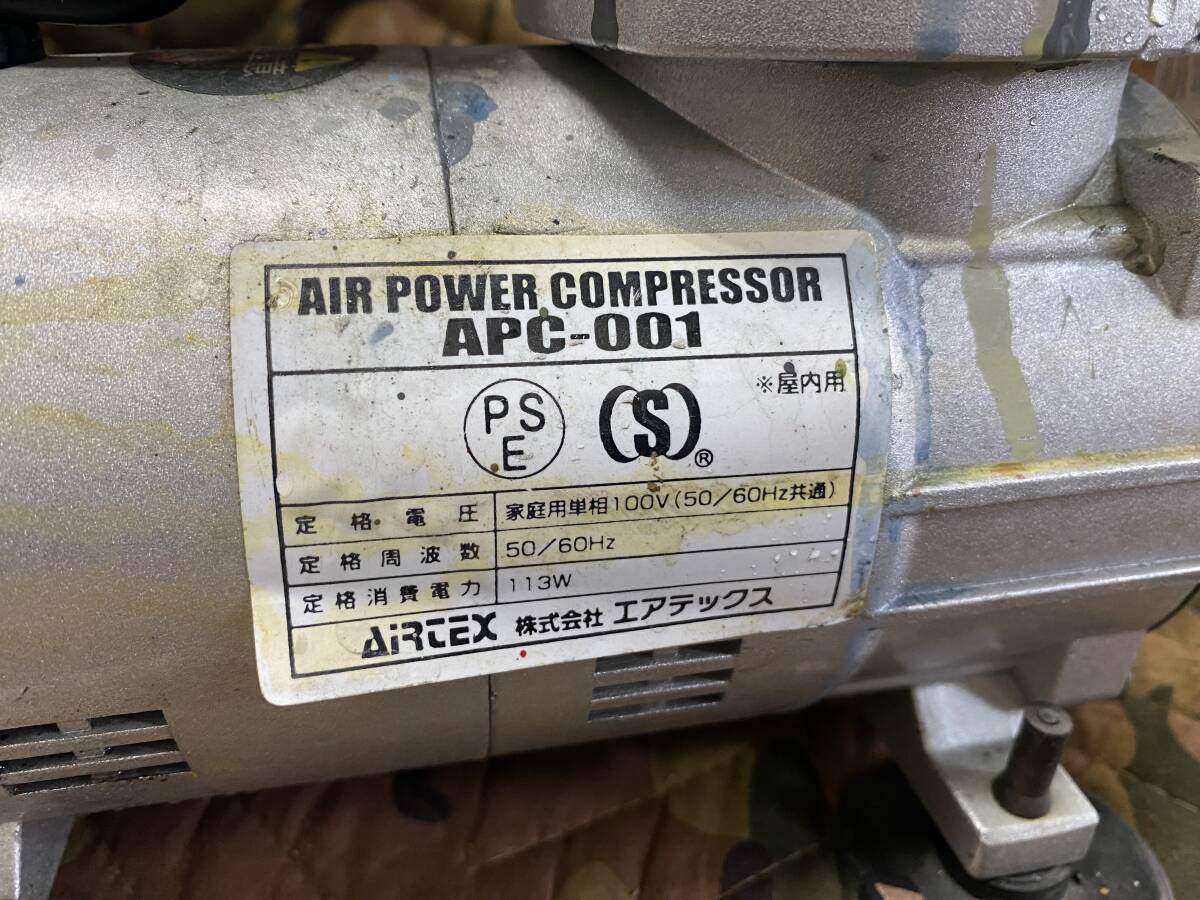 AIR POWER COMPRESSOR
APC-001
※屋内用
PS
E
(S)®
定格電圧 家庭用単相100V(50/60Hz共通)
定格周波数 50/60Hz
定格消費電力 113W
AIRTEX 株式会社 エアテックス